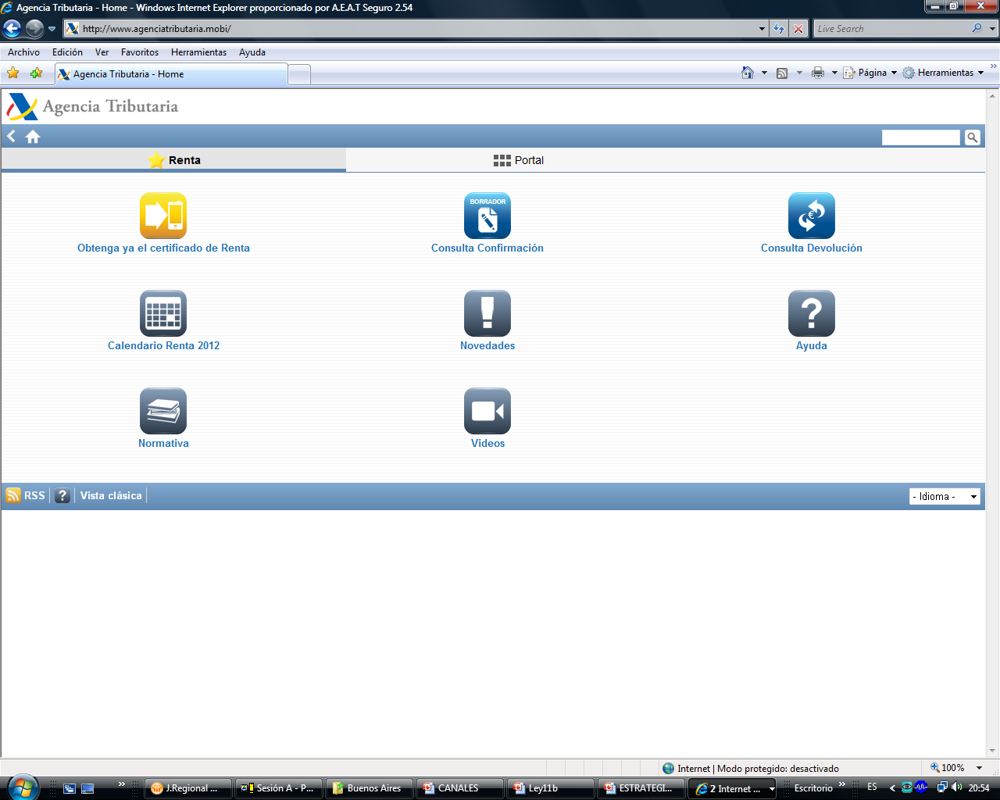 Agencia Tributaria - Home - Windows Internet Explorer proporcionado por A.E.A.T Seguro 2.54
http://www.agenciatributaria.mobi/
Live Search
Archivo Edición Ver Favoritos Herramientas Ayuda
Agencia Tributaria - Home
Página Herramientas
Agencia Tributaria
Renta Portal
BORRADOR
Obtenga ya el certificado de Renta Consulta Confirmación Consulta Devolución
Calendario Renta 2012 Novedades Ayuda
Normativa Videos
RSS Vista clásica - Idioma -
Internet | Modo protegido: desactivado 100%
J.Regional ... Sesión A - P... Buenos Aires CANALES Ley11b ESTRATEGI... 2 Internet ... Escritorio ES 20:54